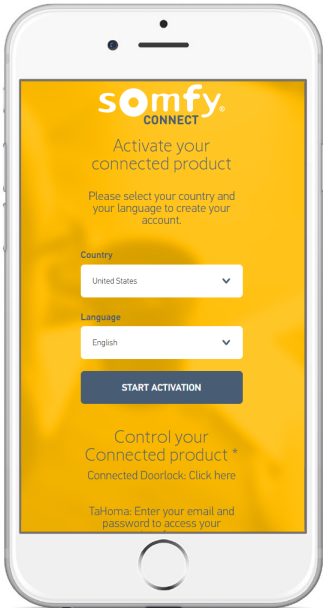 somfy.
CONNECT
Activate your
connected product
Please select your country and
your language to create your
account.
Country
United States
Language
English
START ACTIVATION
Control your
Connected product *
Connected Doorlock: Click here
TaHoma: Enter your email and
password to access your